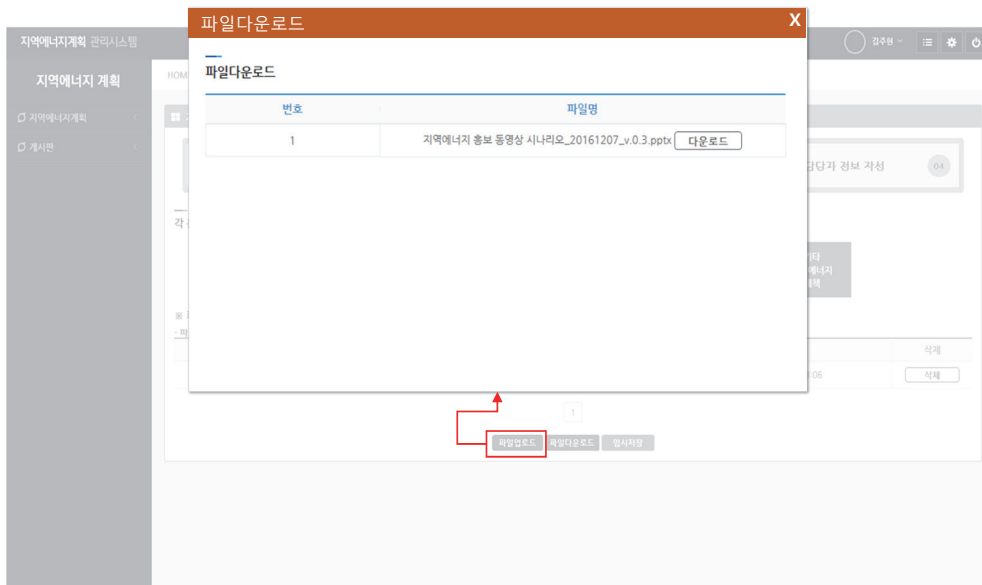 파일다운로드 X
지역에너지계획 관리시스템
김주원
지역에너지 계획
HOM
파일다운로드
지역에너지계획
게시판
번호 파일명
1 지역에너지 홍보 동영상 시나리오_20161207_v.0.3.pptx 다운로드
담당자 정보 작성 04
각
기타
에너지
시책
삭제
06 삭제
1
파일업로드 파일다운로드 임시저장